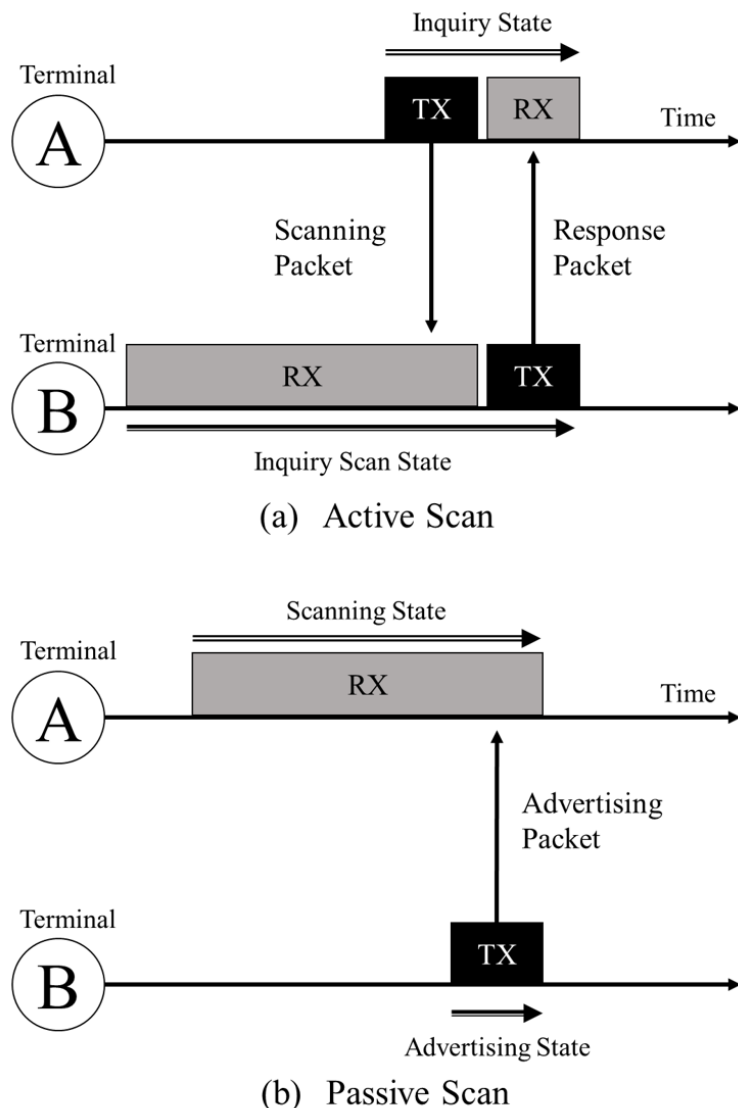 Inquiry State
Terminal
A
TX
RX
Time
Scanning
Packet
Response
Packet
Terminal
B
RX
TX
Inquiry Scan State
(a) Active Scan
Scanning State
Terminal
A
RX
Time
Advertising
Packet
Terminal
B
TX
Advertising State
(b) Passive Scan